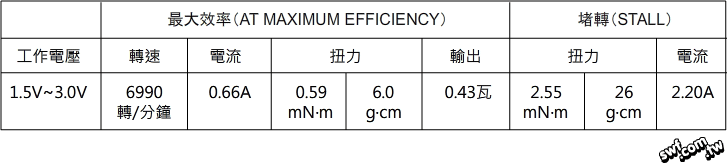 最大效率(AT MAXIMUM EFFICIENCY) 堵轉(STALL)
工作電壓 轉速 電流 扭力 輸出 扭力 電流
1.5V~3.0V 6990 轉/分鐘 0.66A 0.59 mN·m 6.0 g·cm 0.43瓦 2.55 mN·m 26 g·cm 2.20A
swf.com.tw